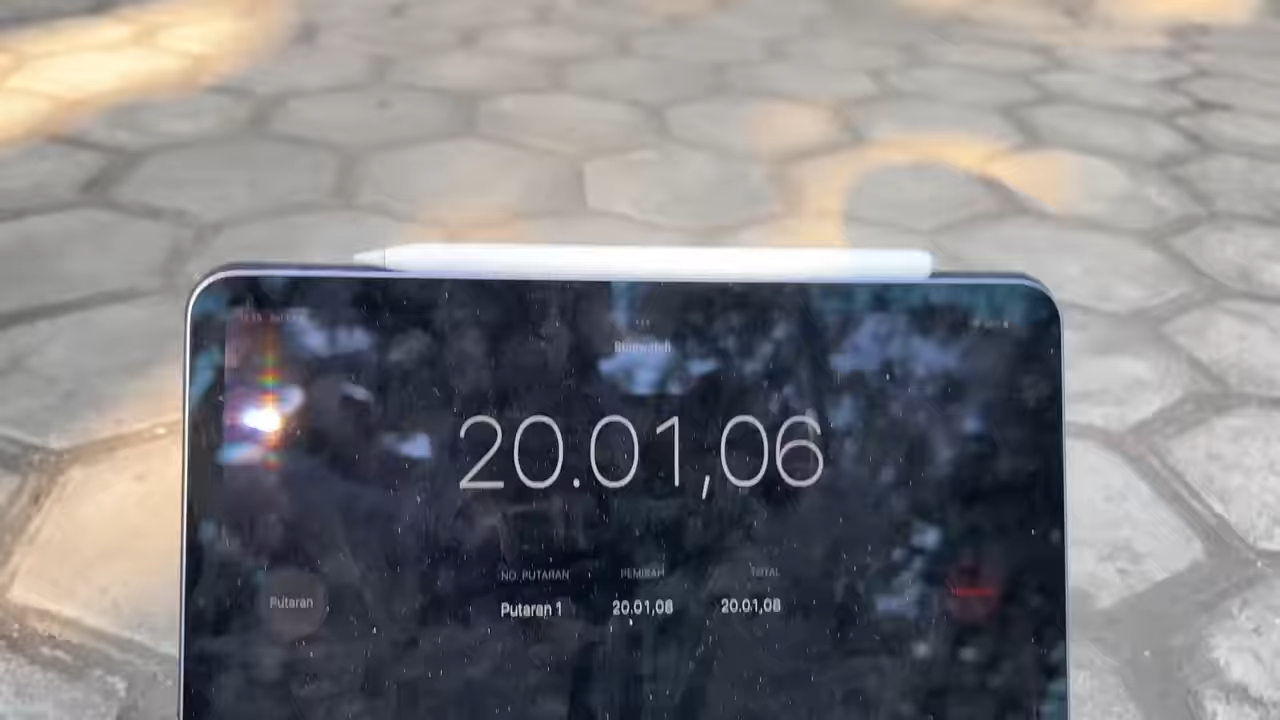 Stopwatch
20.01,06
NO. PUTARAN PEMISAH TOTAL
Putaran 1 20.01,08 20.01,08
Putaran